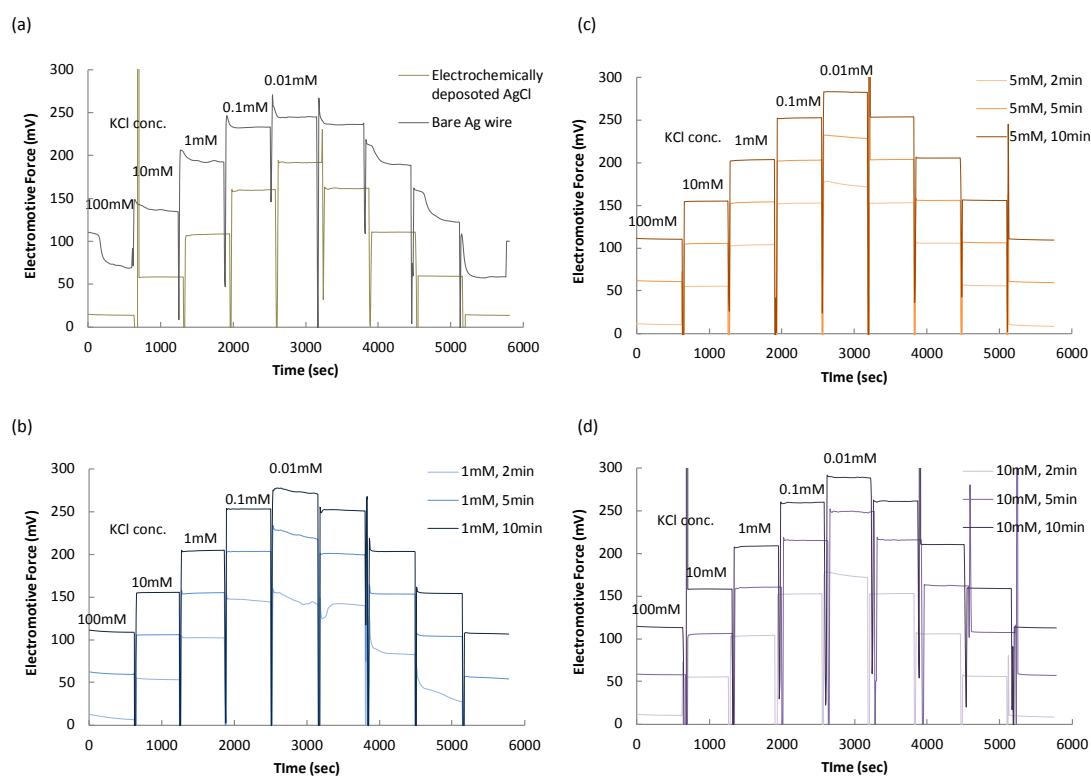 (a)
Electromotive Force (mV)
300
250
200
150
100
50
0
0 1000 2000 3000 4000 5000 6000
Time (sec)
KCl conc.
100mM
10mM
1mM
0.1mM
0.01mM
Electrochemically
deposoted AgCl
Bare Ag wire
(c)
Electromotive Force (mV)
300
250
200
150
100
50
0
0 1000 2000 3000 4000 5000 6000
TIme (sec)
KCl conc.
100mM
10mM
1mM
0.1mM
0.01mM
5mM, 2min
5mM, 5min
5mM, 10min
(b)
Electromotive Force (mV)
300
250
200
150
100
50
0
0 1000 2000 3000 4000 5000 6000
TIme (sec)
KCl conc.
100mM
10mM
1mM
0.1mM
0.01mM
1mM, 2min
1mM, 5min
1mM, 10min
(d)
Electromotive Force (mV)
300
250
200
150
100
50
0
0 1000 2000 3000 4000 5000 6000
TIme (sec)
KCl conc.
100mM
10mM
1mM
0.1mM
0.01mM
10mM, 2min
10mM, 5min
10mM, 10min